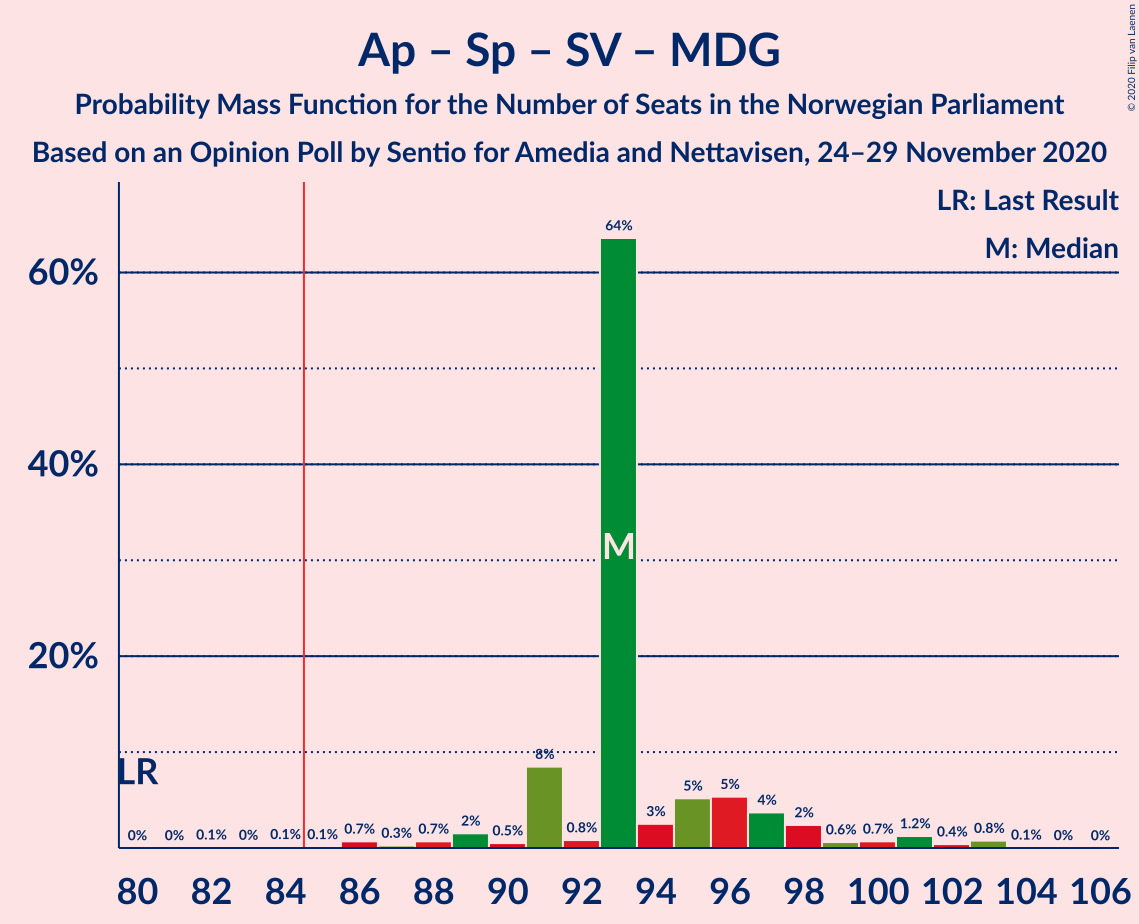 Ap – Sp – SV – MDG
Probability Mass Function for the Number of Seats in the Norwegian Parliament
Based on an Opinion Poll by Sentio for Amedia and Nettavisen, 24–29 November 2020
© 2020 Filip van Laenen
LR: Last Result
M: Median
64%
60%
40%
M
20%
8%
LR
5% 5%
3% 4%
0% 0% 0.1% 0% 0.1% 0.1% 0.7% 0.3% 0.7% 2% 0.5% 0.8% 2% 0.6% 0.7% 1.2% 0.4% 0.8% 0.1% 0% 0%
80 82 84 86 88 90 92 94 96 98 100 102 104 106